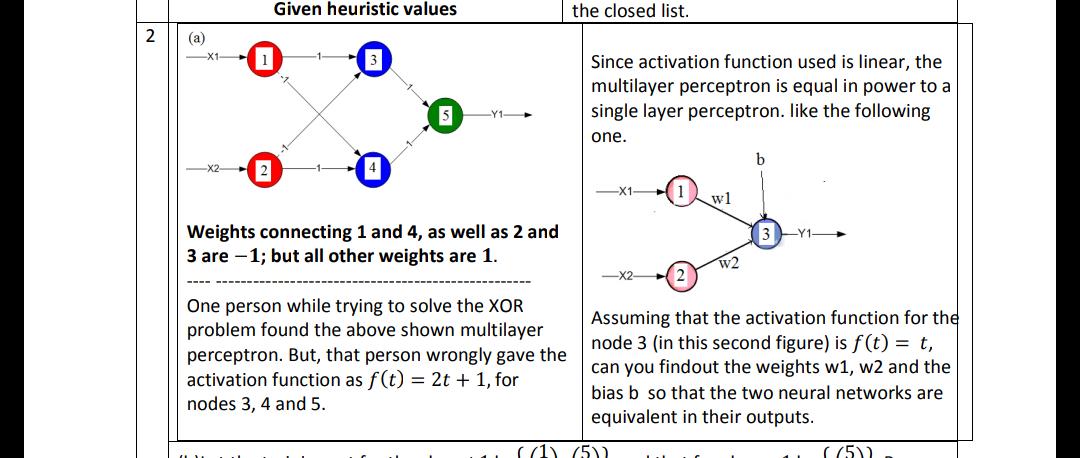 Given heuristic values
the closed list.
2
(a)
X1
1
1
3
-1
5
Y1
1
-1
1
X2
2
1
4
Weights connecting 1 and 4, as well as 2 and
3 are −1; but all other weights are 1.
---- ---------------------------------------------------
One person while trying to solve the XOR
problem found the above shown multilayer
perceptron. But, that person wrongly gave the
activation function as f(t) = 2t + 1, for
nodes 3, 4 and 5.
Since activation function used is linear, the
multilayer perceptron is equal in power to a
single layer perceptron. like the following
one.
b
X1
1
w1
3
Y1
w2
X2
2
Assuming that the activation function for the
node 3 (in this second figure) is f(t) = t,
can you findout the weights w1, w2 and the
bias b so that the two neural networks are
equivalent in their outputs.